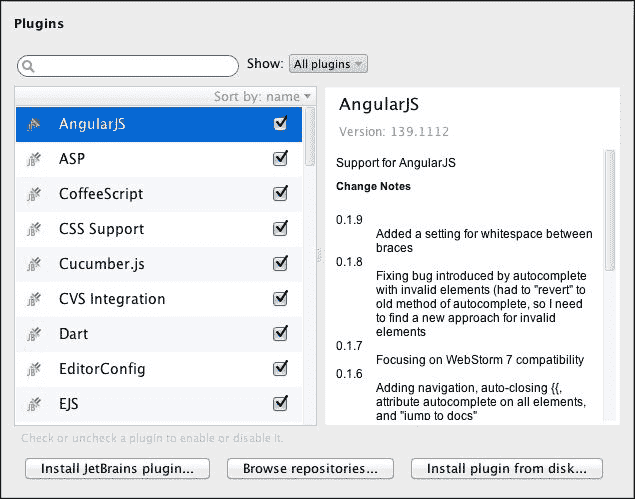 Plugins
Show: All plugins
Sort by: name
AngularJS
ASP
CoffeeScript
CSS Support
Cucumber.js
CVS Integration
Dart
EditorConfig
EJS
AngularJS
Version: 139.1112
Support for AngularJS
Change Notes
0.1.9
Added a setting for whitespace between
braces
0.1.8
Fixing bug introduced by autocomplete
with invalid elements (had to "revert" to
old method of autocomplete, so I need
to find a new approach for invalid
elements
0.1.7
Focusing on WebStorm 7 compatibility
0.1.6
Adding navigation, auto-closing {{,
attribute autocomplete on all elements,
and "jump to docs"
Check or uncheck a plugin to enable or disable it.
Install JetBrains plugin...
Browse repositories...
Install plugin from disk...